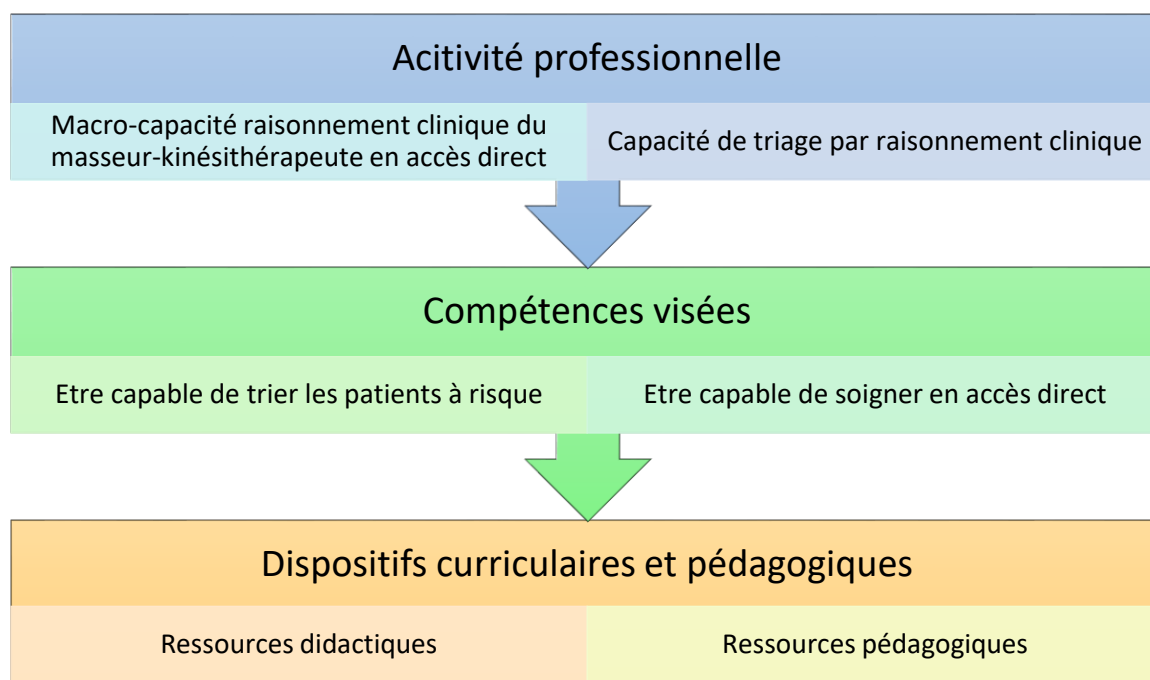 Acitivité professionnelle
Macro-capacité raisonnement clinique du
masseur-kinésithérapeute en accès direct
Capacité de triage par raisonnement clinique
Compétences visées
Etre capable de trier les patients à risque
Etre capable de soigner en accès direct
Dispositifs curriculaires et pédagogiques
Ressources didactiques
Ressources pédagogiques